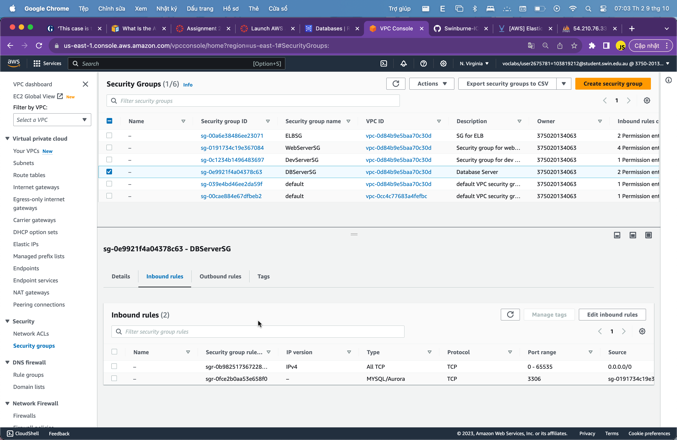 Google Chrome Tệp Chỉnh sửa Xem Nhật ký Dấu trang Hồ sơ Thẻ Cửa sổ Trợ giúp 07:03 Th 2 9 thg 10
"This case is What is the A Assignment Launch AWS Databases | VPC Console Swinburne-It [AWS] Elastic 54.210.76.33
us-east-1.console.aws.amazon.com/vpcconsole/home?region=us-east-1#SecurityGroups: Cập nhật
aws Services Search [Option+S] N. Virginia voclabs/user2675781=103819212@student.swin.edu.au @ 3750-2013...
VPC dashboard
EC2 Global View New
Filter by VPC:
Select a VPC
Virtual private cloud
Your VPCs New
Subnets
Route tables
Internet gateways
Egress-only internet
gateways
Carrier gateways
DHCP option sets
Elastic IPs
Managed prefix lists
Endpoints
Endpoint services
NAT gateways
Peering connections
Security
Network ACLs
Security groups
DNS firewall
Rule groups
Domain lists
Network Firewall
Firewalls
Security Groups (1/6) Info Actions Export security groups to CSV Create security group
Filter security groups 1
Name Security group ID Security group name VPC ID Description Owner Inbound rules c
– sg-00a6e38486ee23071 ELBSG vpc-0d84b9e5baa70c30d SG for ELB 375020134063 2 Permission ent
– sg-0191734c19e367084 WebServerSG vpc-0d84b9e5baa70c30d Security group for web... 375020134063 4 Permission ent
– sg-0c1234b1496483697 DevServerSG vpc-0d84b9e5baa70c30d Security group for dev ... 375020134063 1 Permission ent
– sg-0e9921f4a04378c63 DBServerSG vpc-0d84b9e5baa70c30d Database Server 375020134063 2 Permission ent
– sg-039e4bd46ee2da59f default vpc-0d84b9e5baa70c30d default VPC security gr... 375020134063 1 Permission ent
– sg-00cae884e67dfbeb2 default vpc-0cc4c77683a4fefbc default VPC security gr... 375020134063 1 Permission ent
sg-0e9921f4a04378c63 - DBServerSG
Details Inbound rules Outbound rules Tags
Inbound rules (2) Manage tags Edit inbound rules
Filter security group rules 1
Name Security group rule... IP version Type Protocol Port range Source
– sgr-0b982517367228... IPv4 All TCP TCP 0 - 65535 0.0.0.0/0
– sgr-0fce2b0aa53e658f0 – MYSQL/Aurora TCP 3306 sg-0191734c19e3
CloudShell Feedback © 2023, Amazon Web Services, Inc. or its affiliates. Privacy Terms Cookie preferences